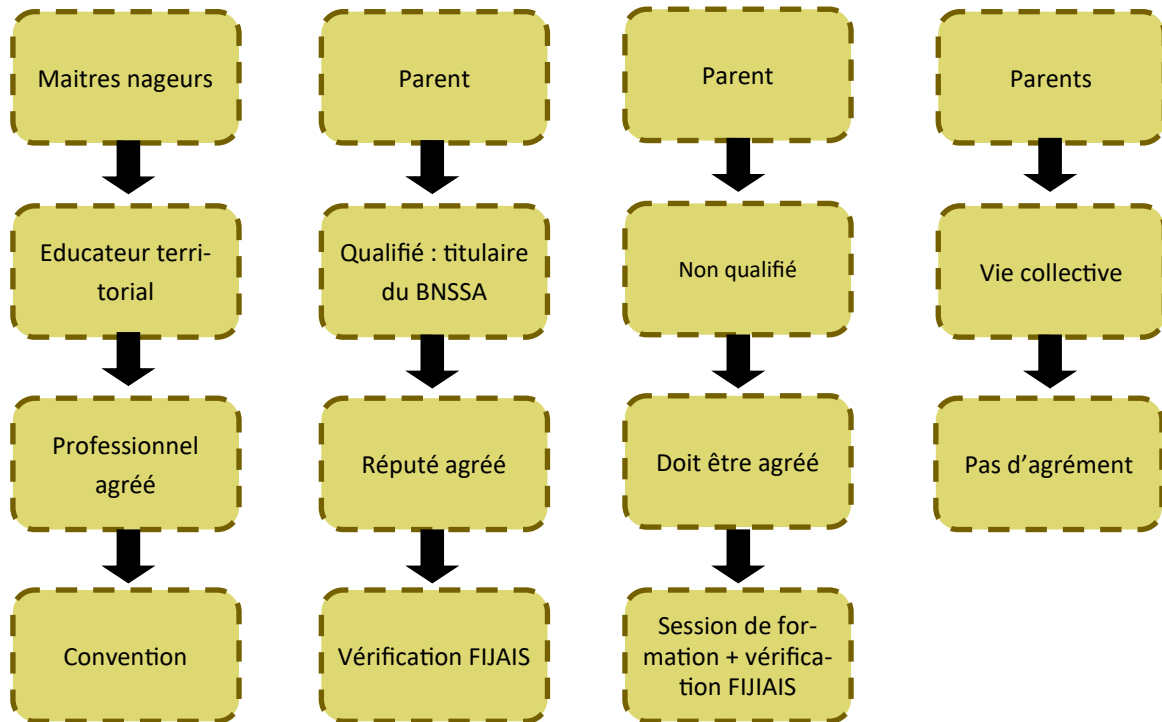 Maitres nageurs
Parent
Parent
Parents
Educateur terri-
torial
Qualifié : titulaire
du BNSSA
Non qualifié
Vie collective
Professionnel
agréé
Réputé agréé
Doit être agréé
Pas d’agrément
Convention
Vérification FIJAIS
Session de for-
mation + vérifica-
tion FIJIAIS